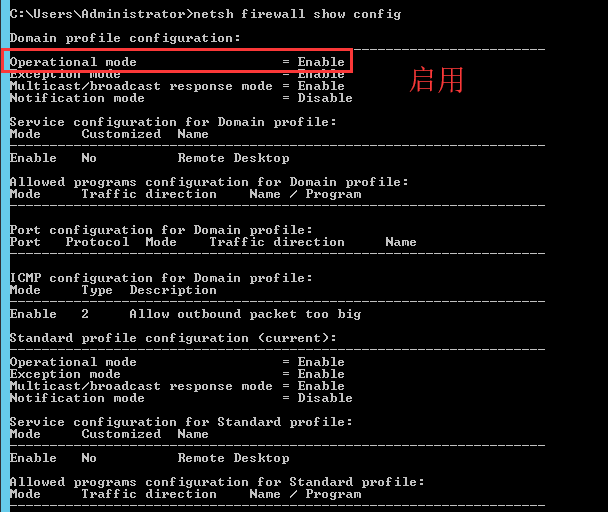 C:\Users\Administrator>netsh firewall show config
Domain profile configuration:
Operational mode = Enable
启用
Exception mode = Enable
Multicast/broadcast response mode = Enable
Notification mode = Disable
Service configuration for Domain profile:
Mode Customized Name
Enable No Remote Desktop
Allowed programs configuration for Domain profile:
Mode Traffic direction Name / Program
Port configuration for Domain profile:
Port Protocol Mode Traffic direction Name
ICMP configuration for Domain profile:
Mode Type Description
Enable 2 Allow outbound packet too big
Standard profile configuration (current):
Operational mode = Enable
Exception mode = Enable
Multicast/broadcast response mode = Enable
Notification mode = Disable
Service configuration for Standard profile:
Mode Customized Name
Enable No Remote Desktop
Allowed programs configuration for Standard profile:
Mode Traffic direction Name / Program